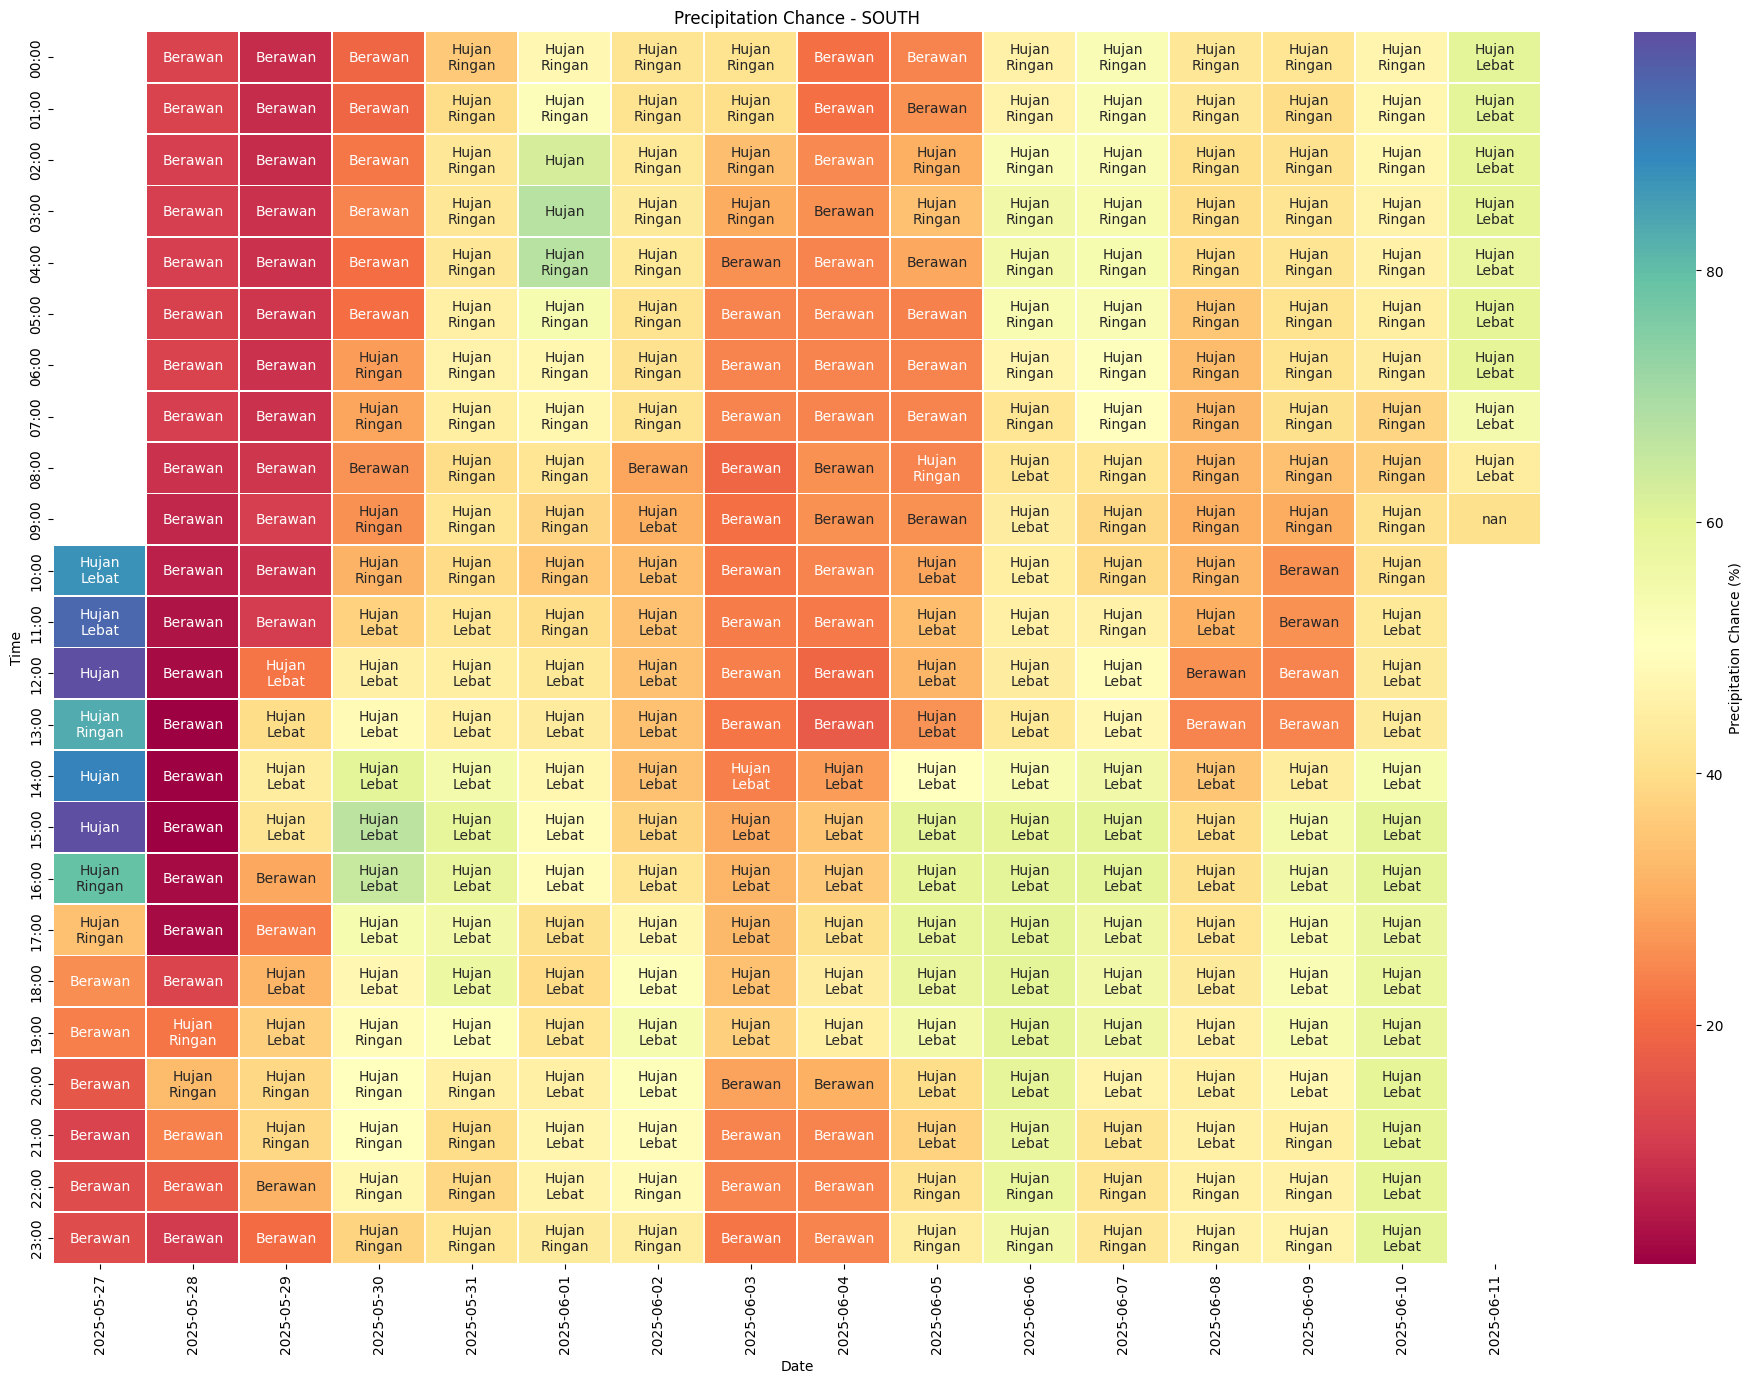 Precipitation Chance - SOUTH
00:00 Berawan Berawan Berawan Hujan Ringan Hujan Ringan Hujan Ringan Hujan Ringan Berawan Berawan Hujan Ringan Hujan Ringan Hujan Ringan Hujan Ringan Hujan Ringan Hujan Lebat
01:00 Berawan Berawan Berawan Hujan Ringan Hujan Ringan Hujan Ringan Hujan Ringan Berawan Berawan Hujan Ringan Hujan Ringan Hujan Ringan Hujan Ringan Hujan Ringan Hujan Lebat
02:00 Berawan Berawan Berawan Hujan Ringan Hujan Hujan Ringan Hujan Ringan Berawan Hujan Ringan Hujan Ringan Hujan Ringan Hujan Ringan Hujan Ringan Hujan Ringan Hujan Lebat
03:00 Berawan Berawan Berawan Hujan Ringan Hujan Hujan Ringan Hujan Ringan Berawan Hujan Ringan Hujan Ringan Hujan Ringan Hujan Ringan Hujan Ringan Hujan Ringan Hujan Lebat
04:00 Berawan Berawan Berawan Hujan Ringan Hujan Ringan Hujan Ringan Berawan Berawan Berawan Hujan Ringan Hujan Ringan Hujan Ringan Hujan Ringan Hujan Ringan Hujan Lebat
05:00 Berawan Berawan Berawan Hujan Ringan Hujan Ringan Hujan Ringan Berawan Berawan Berawan Hujan Ringan Hujan Ringan Hujan Ringan Hujan Ringan Hujan Ringan Hujan Lebat
06:00 Berawan Berawan Hujan Ringan Hujan Ringan Hujan Ringan Hujan Ringan Berawan Berawan Berawan Hujan Ringan Hujan Ringan Hujan Ringan Hujan Ringan Hujan Ringan Hujan Lebat
07:00 Berawan Berawan Hujan Ringan Hujan Ringan Hujan Ringan Hujan Ringan Berawan Berawan Berawan Hujan Ringan Hujan Ringan Hujan Ringan Hujan Ringan Hujan Ringan Hujan Lebat
08:00 Berawan Berawan Berawan Hujan Ringan Hujan Ringan Berawan Berawan Berawan Hujan Ringan Hujan Lebat Hujan Ringan Hujan Ringan Hujan Ringan Hujan Ringan Hujan Lebat
09:00 Berawan Berawan Hujan Ringan Hujan Ringan Hujan Ringan Hujan Lebat Berawan Berawan Berawan Hujan Lebat Hujan Ringan Hujan Ringan Hujan Ringan Hujan Ringan nan
10:00 Hujan Lebat Berawan Berawan Hujan Ringan Hujan Ringan Hujan Ringan Hujan Lebat Berawan Berawan Hujan Lebat Hujan Lebat Hujan Ringan Hujan Ringan Berawan Hujan Ringan
11:00 Hujan Lebat Berawan Berawan Hujan Lebat Hujan Lebat Hujan Ringan Hujan Lebat Berawan Berawan Hujan Lebat Hujan Lebat Hujan Ringan Hujan Lebat Berawan Hujan Lebat
12:00 Hujan Berawan Hujan Lebat Hujan Lebat Hujan Lebat Hujan Lebat Hujan Lebat Berawan Berawan Hujan Lebat Hujan Lebat Hujan Lebat Berawan Berawan Hujan Lebat
13:00 Hujan Ringan Berawan Hujan Lebat Hujan Lebat Hujan Lebat Hujan Lebat Hujan Lebat Berawan Berawan Hujan Lebat Hujan Lebat Hujan Lebat Berawan Berawan Hujan Lebat
14:00 Hujan Berawan Hujan Lebat Hujan Lebat Hujan Lebat Hujan Lebat Hujan Lebat Hujan Lebat Hujan Lebat Hujan Lebat Hujan Lebat Hujan Lebat Hujan Lebat Hujan Lebat Hujan Lebat
15:00 Hujan Berawan Hujan Lebat Hujan Lebat Hujan Lebat Hujan Lebat Hujan Lebat Hujan Lebat Hujan Lebat Hujan Lebat Hujan Lebat Hujan Lebat Hujan Lebat Hujan Lebat Hujan Lebat
16:00 Hujan Ringan Berawan Berawan Hujan Lebat Hujan Lebat Hujan Lebat Hujan Lebat Hujan Lebat Hujan Lebat Hujan Lebat Hujan Lebat Hujan Lebat Hujan Lebat Hujan Lebat Hujan Lebat
17:00 Hujan Ringan Berawan Berawan Hujan Lebat Hujan Lebat Hujan Lebat Hujan Lebat Hujan Lebat Hujan Lebat Hujan Lebat Hujan Lebat Hujan Lebat Hujan Lebat Hujan Lebat Hujan Lebat
18:00 Berawan Berawan Hujan Lebat Hujan Lebat Hujan Lebat Hujan Lebat Hujan Lebat Hujan Lebat Hujan Lebat Hujan Lebat Hujan Lebat Hujan Lebat Hujan Lebat Hujan Lebat Hujan Lebat
19:00 Berawan Hujan Ringan Hujan Lebat Hujan Ringan Hujan Lebat Hujan Lebat Hujan Lebat Hujan Lebat Hujan Lebat Hujan Lebat Hujan Lebat Hujan Lebat Hujan Lebat Hujan Lebat Hujan Lebat
20:00 Berawan Hujan Ringan Hujan Ringan Hujan Ringan Hujan Ringan Hujan Lebat Hujan Lebat Berawan Berawan Hujan Lebat Hujan Lebat Hujan Lebat Hujan Lebat Hujan Lebat Hujan Lebat
21:00 Berawan Berawan Hujan Ringan Hujan Ringan Hujan Ringan Hujan Lebat Hujan Lebat Berawan Berawan Hujan Lebat Hujan Lebat Hujan Lebat Hujan Lebat Hujan Ringan Hujan Lebat
22:00 Berawan Berawan Berawan Hujan Ringan Hujan Ringan Hujan Lebat Hujan Ringan Berawan Berawan Hujan Ringan Hujan Ringan Hujan Ringan Hujan Ringan Hujan Ringan Hujan Lebat
23:00 Berawan Berawan Berawan Hujan Ringan Hujan Ringan Hujan Ringan Hujan Ringan Berawan Berawan Hujan Ringan Hujan Ringan Hujan Ringan Hujan Ringan Hujan Ringan Hujan Lebat
2025-05-27 2025-05-28 2025-05-29 2025-05-30 2025-05-31 2025-06-01 2025-06-02 2025-06-03 2025-06-04 2025-06-05 2025-06-06 2025-06-07 2025-06-08 2025-06-09 2025-06-10 2025-06-11
Date
Time
80
60
40
20
Precipitation Chance (%)